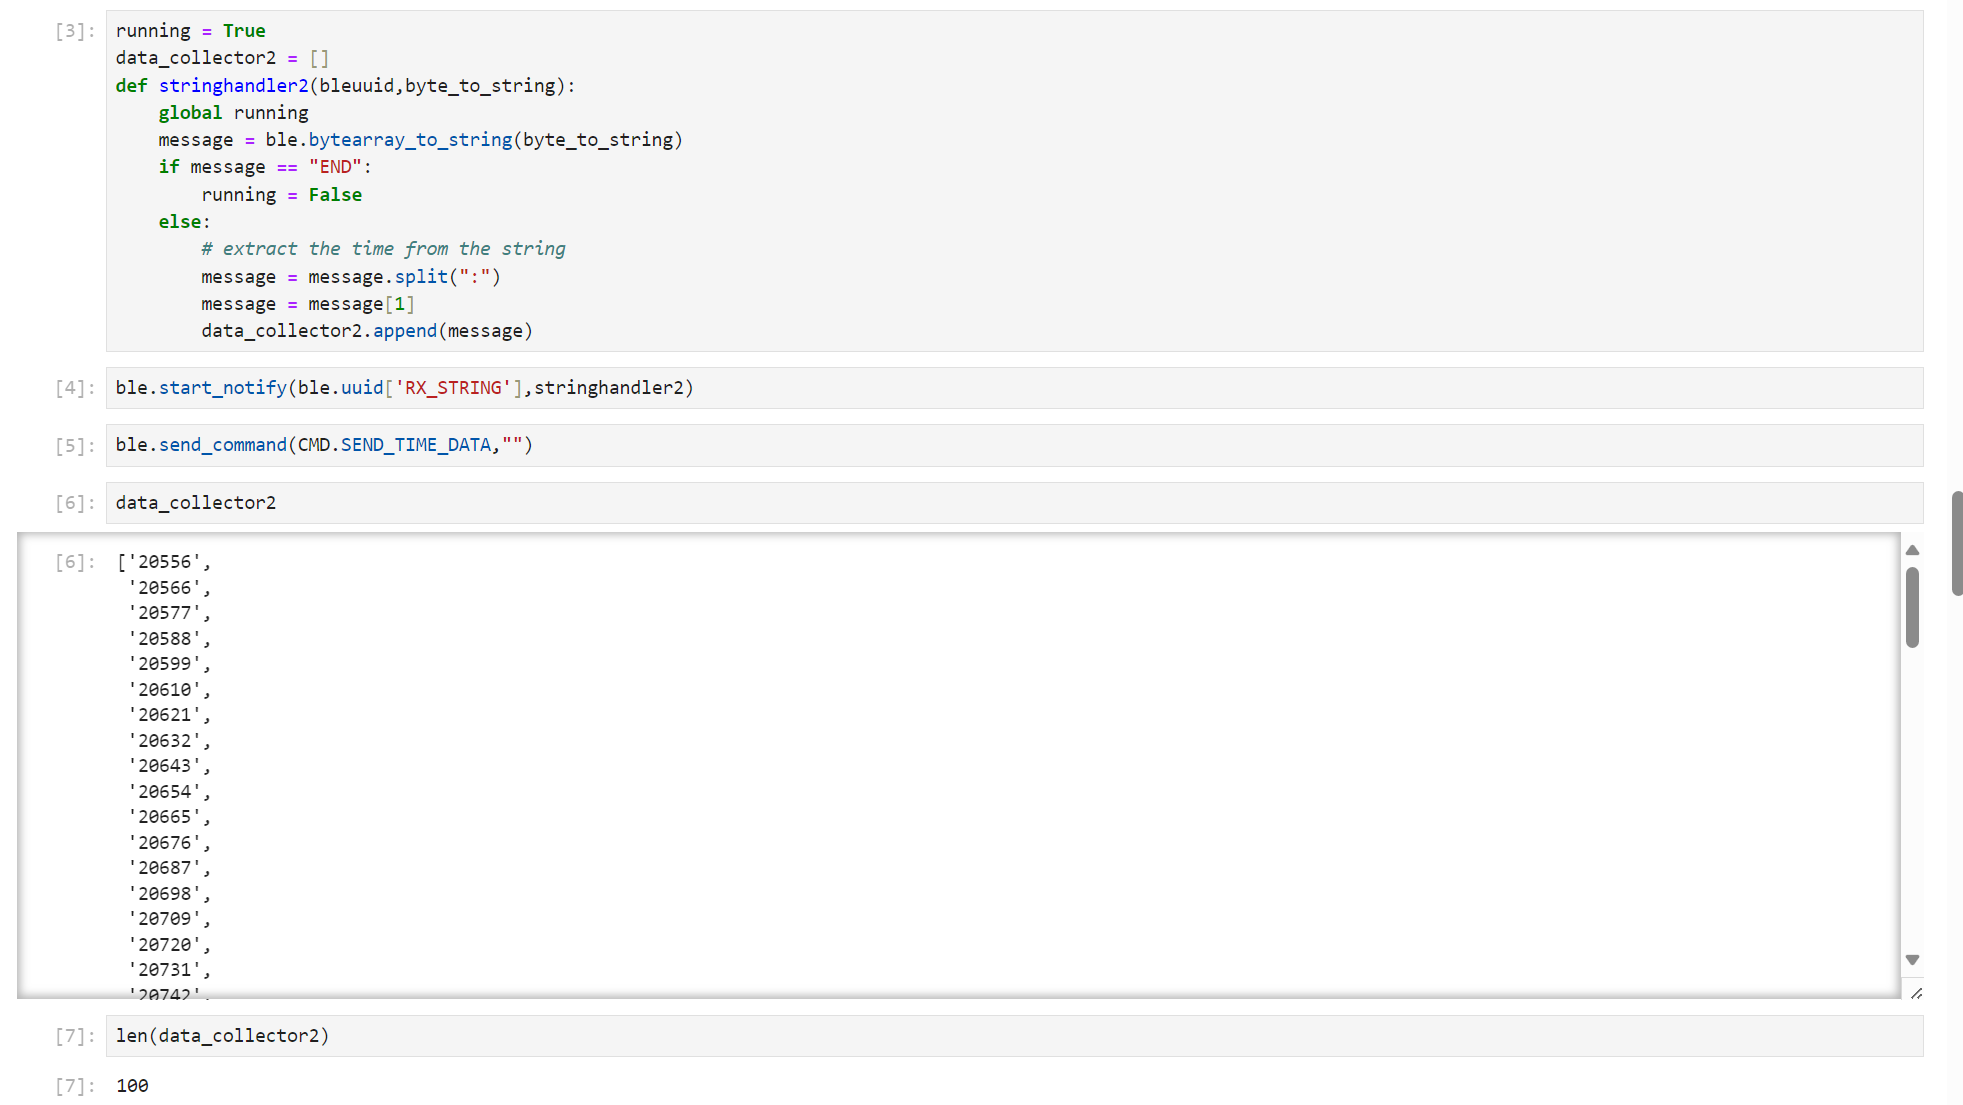 [3]: running = True
data_collector2 = []
def stringhandler2(bleuuid,byte_to_string):
    global running
    message = ble.bytearray_to_string(byte_to_string)
    if message == "END":
        running = False
    else:
        # extract the time from the string
        message = message.split(":")
        message = message[1]
        data_collector2.append(message)
[4]: ble.start_notify(ble.uuid['RX_STRING'],stringhandler2)
[5]: ble.send_command(CMD.SEND_TIME_DATA,"")
[6]: data_collector2
[6]: ['20556',
'20566',
'20577',
'20588',
'20599',
'20610',
'20621',
'20632',
'20643',
'20654',
'20665',
'20676',
'20687',
'20698',
'20709',
'20720',
'20731',
'20742',
[7]: len(data_collector2)
[7]: 100